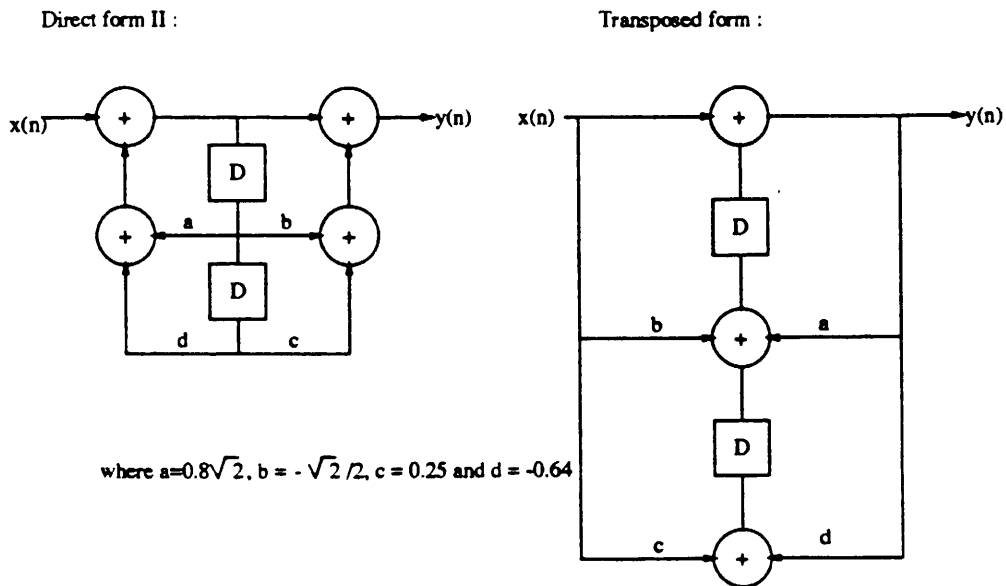 Direct form II :
Transposed form :
x(n)
+
+
y(n)
D
+
a
b
+
D
d
c
x(n)
+
y(n)
D
b
+
a
D
c
+
d
where a=0.8√2, b = - √2 /2, c = 0.25 and d = -0.64